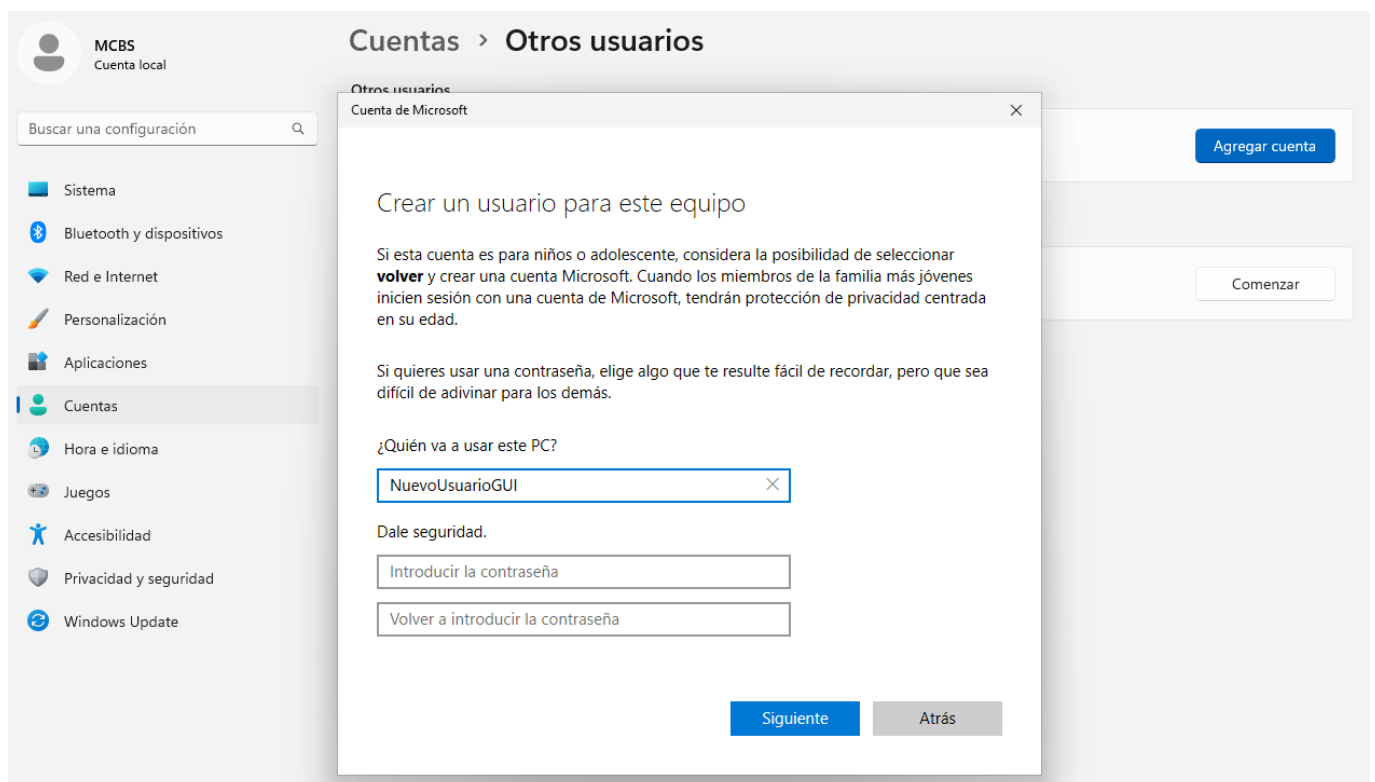 MCBS
Cuenta local
Buscar una configuración
Sistema
Bluetooth y dispositivos
Red e Internet
Personalización
Aplicaciones
Cuentas
Hora e idioma
Juegos
Accesibilidad
Privacidad y seguridad
Windows Update
Cuentas > Otros usuarios
Otros usuarios
Agregar cuenta
Comenzar
Cuenta de Microsoft
Crear un usuario para este equipo
Si esta cuenta es para niños o adolescente, considera la posibilidad de seleccionar
volver y crear una cuenta Microsoft. Cuando los miembros de la familia más jóvenes
inicien sesión con una cuenta de Microsoft, tendrán protección de privacidad centrada
en su edad.
Si quieres usar una contraseña, elige algo que te resulte fácil de recordar, pero que sea
difícil de adivinar para los demás.
¿Quién va a usar este PC?
NuevoUsuarioGUI
Dale seguridad.
Introducir la contraseña
Volver a introducir la contraseña
Siguiente
Atrás